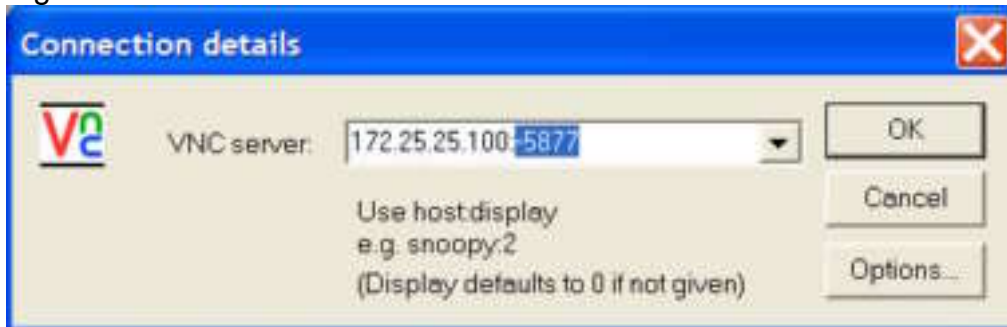 Connection details
VNC server: 172.25.25.100:-5877
OK
Use host:display
e.g. snoopy:2
(Display defaults to 0 if not given)
Cancel
Options...